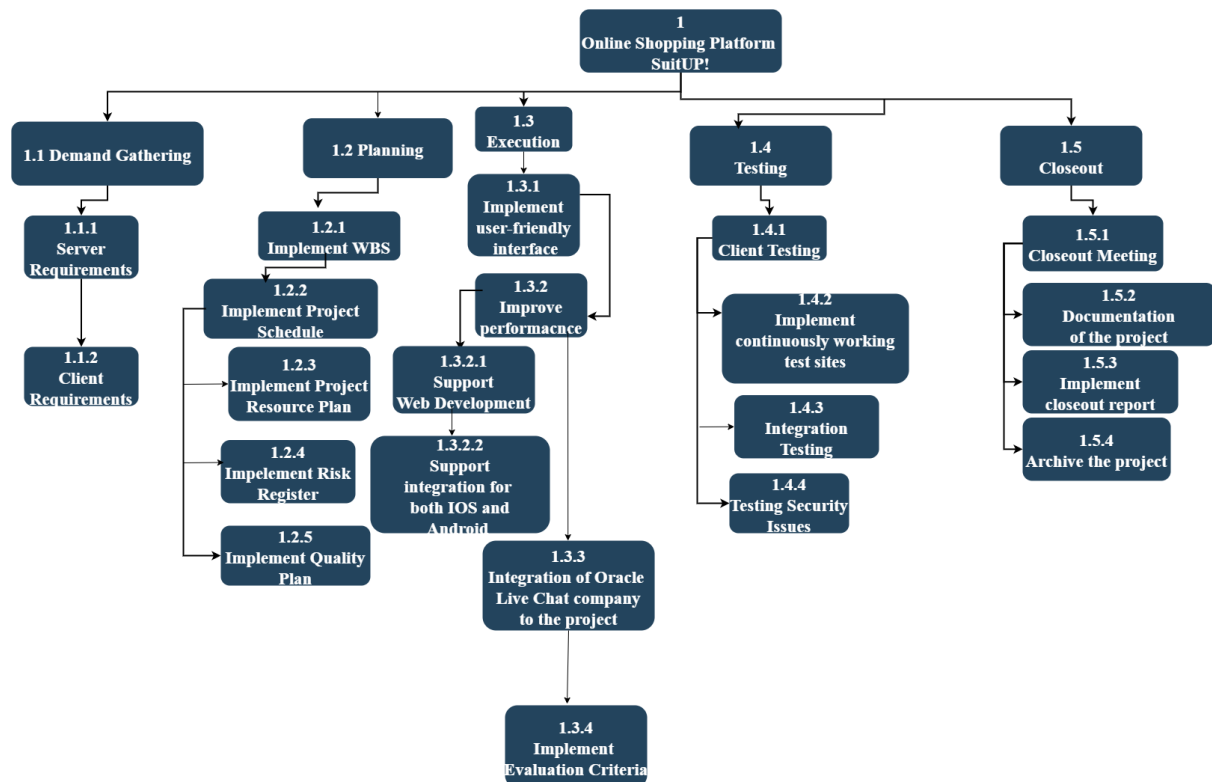 1
Online Shopping Platform
SuitUP!
1.1 Demand Gathering
1.1.1
Server
Requirements
1.1.2
Client
Requirements
1.2 Planning
1.2.1
Implement WBS
1.2.2
Implement Project
Schedule
1.2.3
Implement Project
Resource Plan
1.2.4
Impelement Risk
Register
1.2.5
Implement Quality
Plan
1.3
Execution
1.3.1
Implement
user-friendly
interface
1.3.2
Improve
performacnce
1.3.2.1
Support
Web Development
1.3.2.2
Support
integration for
both IOS and
Android
1.3.3
Integration of Oracle
Live Chat company
to the project
1.3.4
Implement
Evaluation Criteria
1.4
Testing
1.4.1
Client Testing
1.4.2
Implement
continuously working
test sites
1.4.3
Integration
Testing
1.4.4
Testing Security
Issues
1.5
Closeout
1.5.1
Closeout Meeting
1.5.2
Documentation
of the project
1.5.3
Implement
closeout report
1.5.4
Archive the project